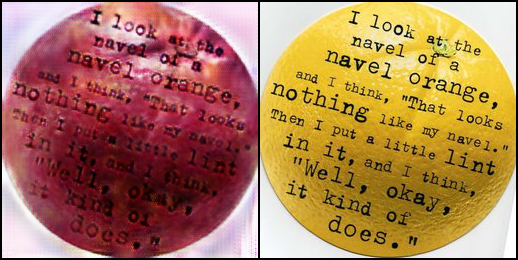 I look at the
navel of a
navel orange,
and I think, "That looks
nothing like my navel."
Then I put a little lint
in it, and I think,
"Well, okay,
it kind of
does."
I look at the
navel of a
navel orange,
and I think, "That looks
nothing like my navel."
Then I put a little lint
in it, and I think,
"Well, okay,
it kind of
does."